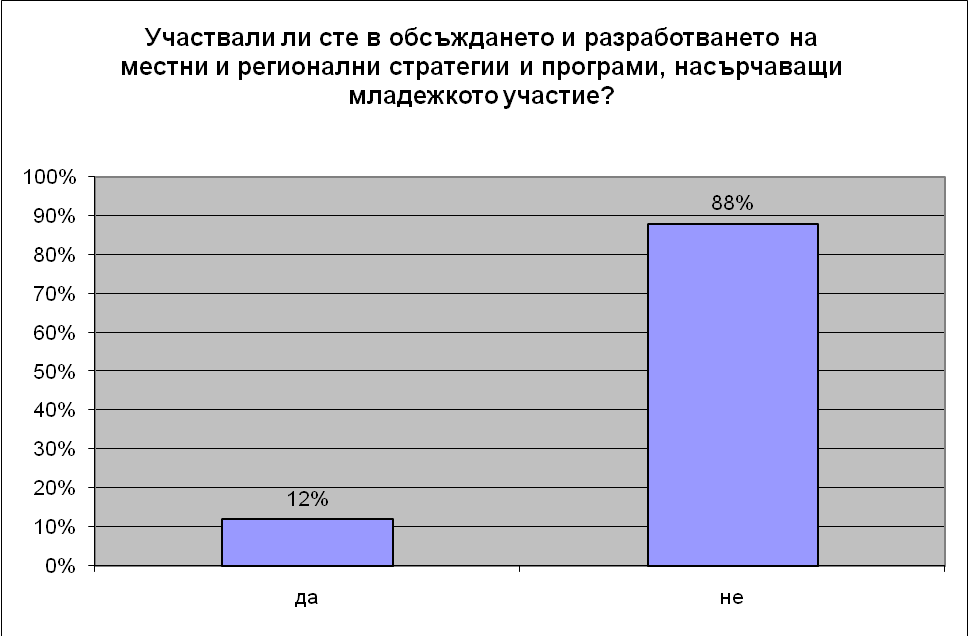 Участвали ли сте в обсъждането и разработването на
местни и регионални стратегии и програми, насърчаващи
младежкото участие?
100%
90%
80%
70%
60%
50%
40%
30%
20%
10%
0%
12%
88%
да
не